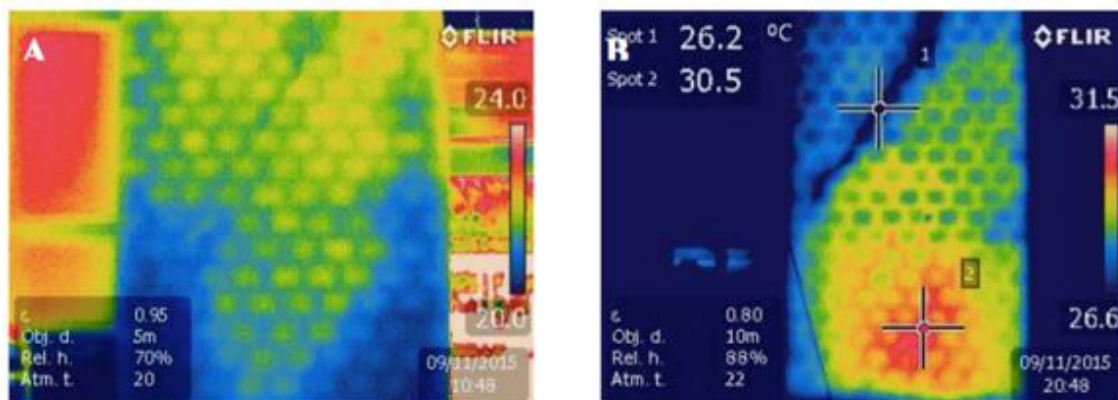 A
FLIR
24.0
20.0
ε 0.95
Obj. d. 5m
Rel. h. 70%
Atm. t. 20
09/11/2015
10:48
B
Spot 1 26.2 °C
Spot 2 30.5
FLIR
1
31.5
2
26.6
ε 0.80
Obj. d. 10m
Rel. h. 88%
Atm. t. 22
09/11/2015
20:48